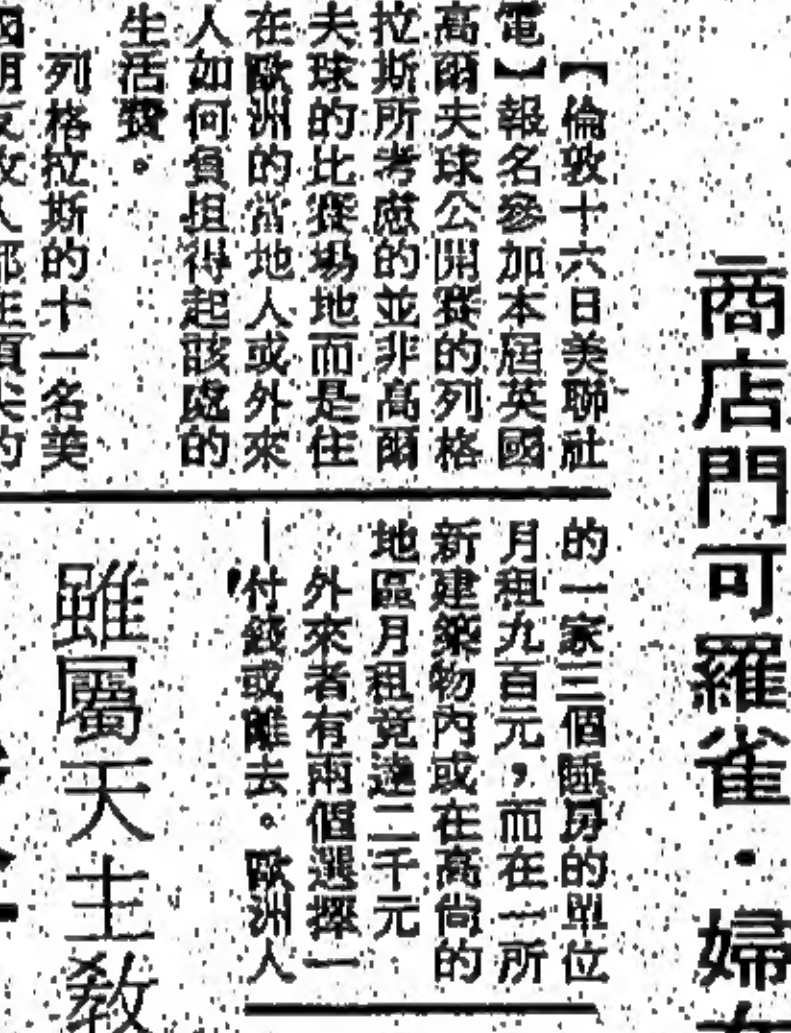 商店門可羅雀·婦
【倫敦十六日美聯社
電】報名參加本屆英國
高爾夫球公開賽的列格
拉斯所考慮的並非高爾
夫球的比賽場地而是住
在歐洲的當地人或外來
人如何負担得起該處的
生活費。
列格拉斯的十一名美
的一家三個睡房的單位
月租九百元，而在一所
新建築物內或在高尚的
地區月租竟達二千元
外來者有兩個選擇一
—付錢或離去。歐洲人
雖屬天主教